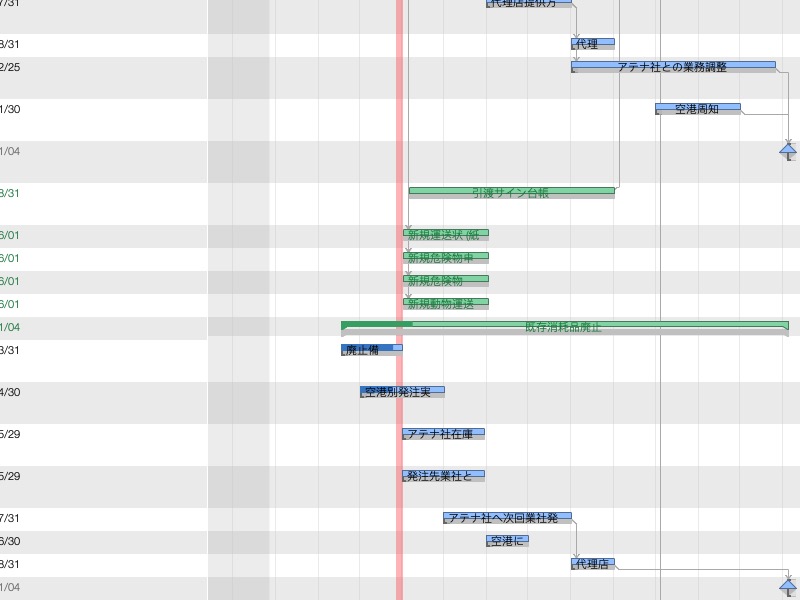 7/31 代理店提供方
8/31 代理
2/25 アテナ社との業務調整
1/30 空港周知
1/04
8/31 引渡サイン台帳
6/01 新規運送状 (紙
6/01 新規危険物申
6/01 新規危険物
6/01 新規動物運送
1/04 既存消耗品廃止
3/31 廃止備
4/30 空港別発注実
5/29 アテナ社在庫
5/29 発注先業社と
7/31 アテナ社へ次回業社発
6/30 空港に
8/31 代理店
1/04